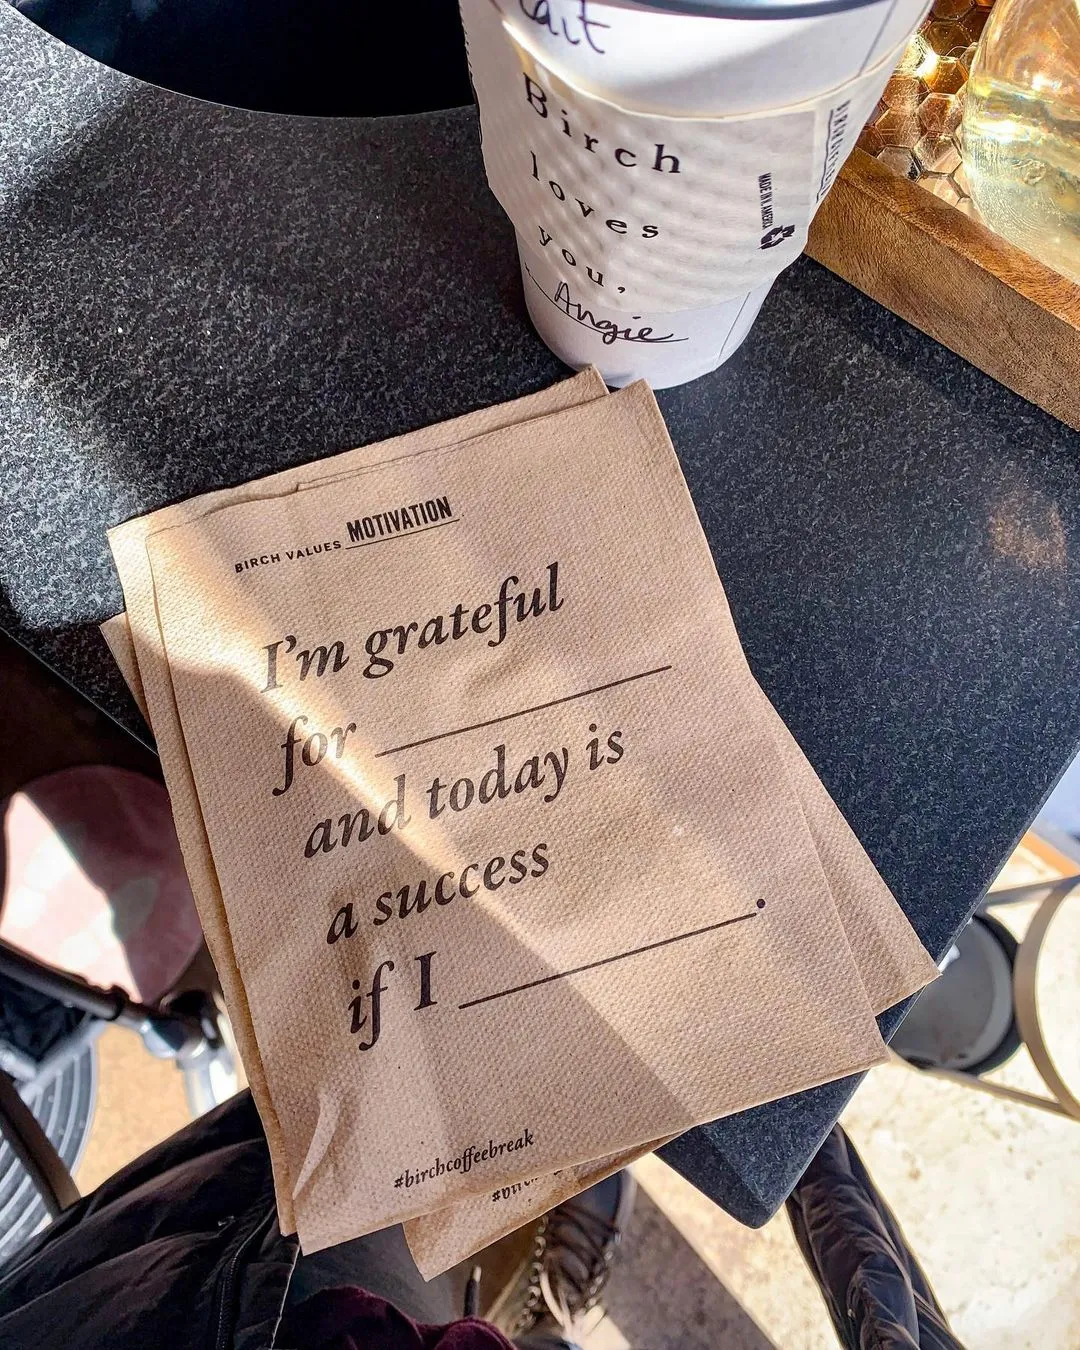 Birch
loves
you,
Angie
MADE IN N. AMERICA
BIRCH VALUES MOTIVATION
I'm grateful
for
and today is
a success
if I .
#birchcoffeebreak